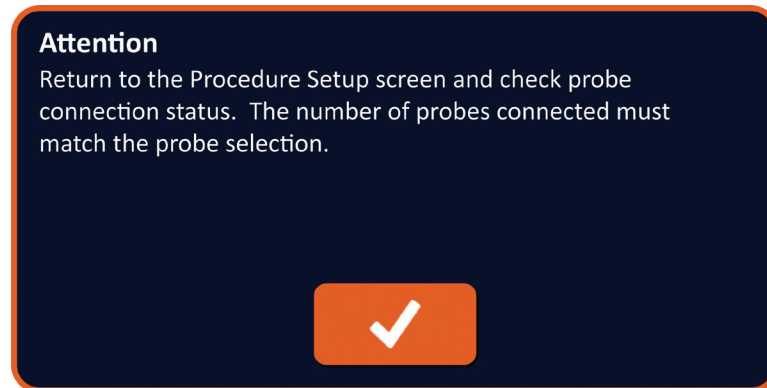 Attention
Return to the Procedure Setup screen and check probe
connection status.  The number of probes connected must
match the probe selection.